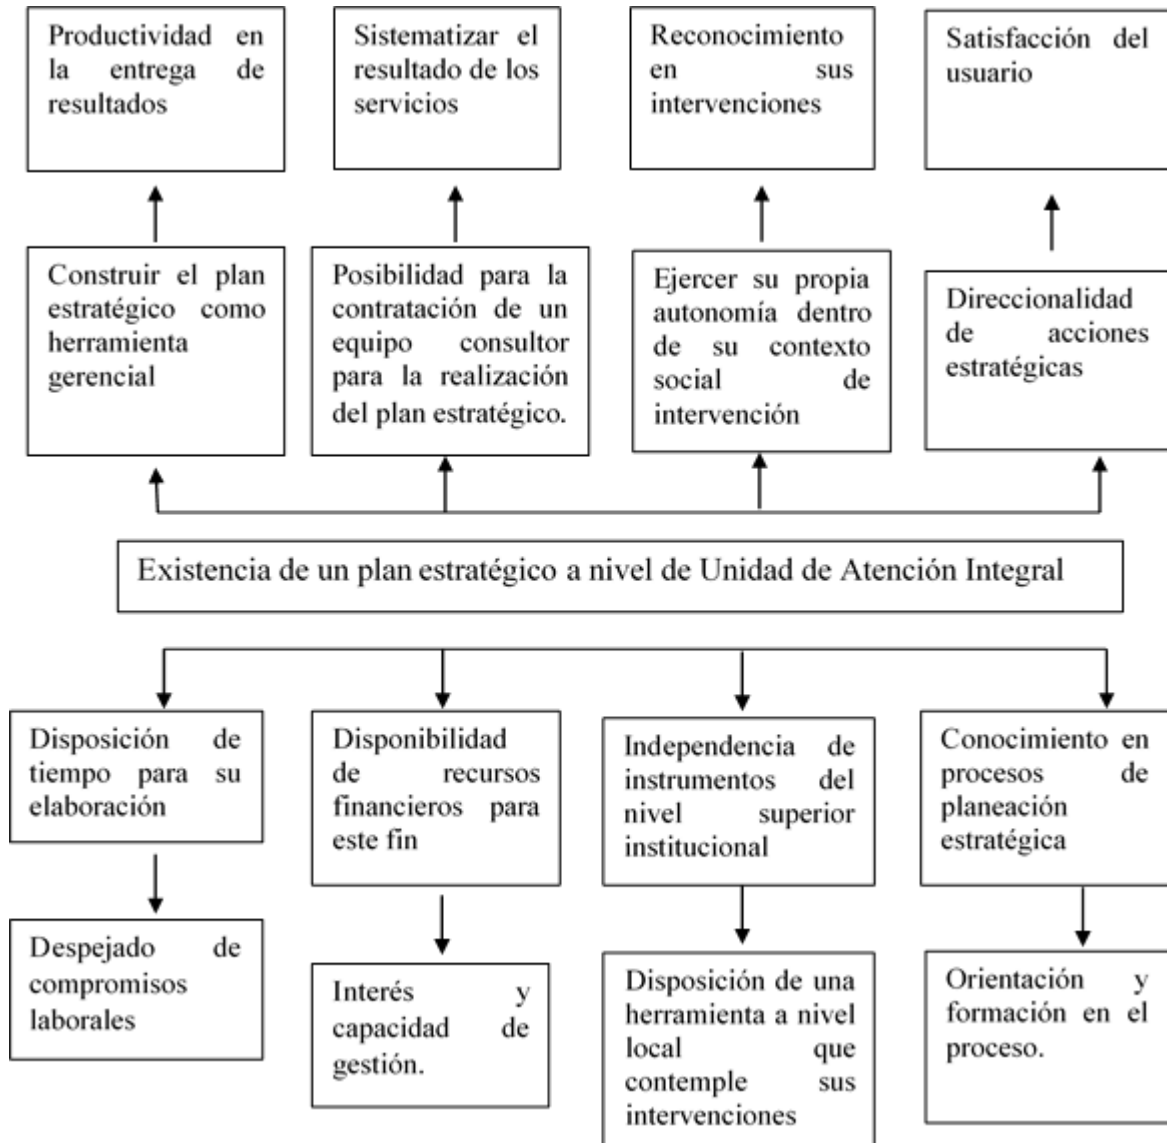 Productividad en
la entrega de
resultados
Sistematizar el
resultado de los
servicios
Reconocimiento
en sus
intervenciones
Satisfacción del
usuario
Construir el plan
estratégico como
herramienta
gerencial
Posibilidad para la
contratación de un
equipo consultor
para la realización
del plan estratégico.
Ejercer su propia
autonomía dentro
de su contexto
social de
intervención
Direccionalidad
de acciones
estratégicas
Existencia de un plan estratégico a nivel de Unidad de Atención Integral
Disposición de
tiempo para su
elaboración
Disponibilidad
de recursos
financieros para
este fin
Independencia de
instrumentos del
nivel superior
institucional
Conocimiento en
procesos de
planeación
estratégica
Despejado de
compromisos
laborales
Interés y
capacidad de
gestión.
Disposición de una
herramienta a nivel
local que
contemple sus
intervenciones
Orientación y
formación en el
proceso.